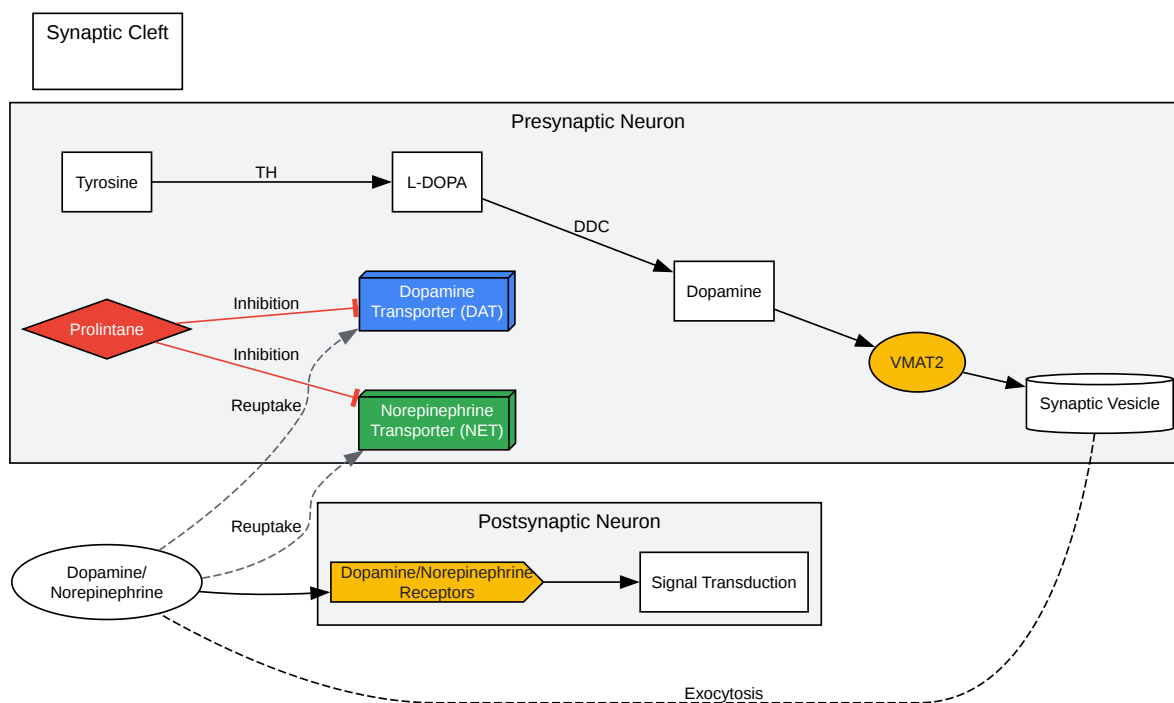 Synaptic Cleft
Presynaptic Neuron
Tyrosine
TH
L-DOPA
DDC
Dopamine
VMAT2
Synaptic Vesicle
Prolintane
Inhibition
Inhibition
Dopamine
Transporter (DAT)
Reuptake
Norepinephrine
Transporter (NET)
Reuptake
Postsynaptic Neuron
Dopamine/
Norepinephrine
Dopamine/Norepinephrine
Receptors
Signal Transduction
Exocytosis